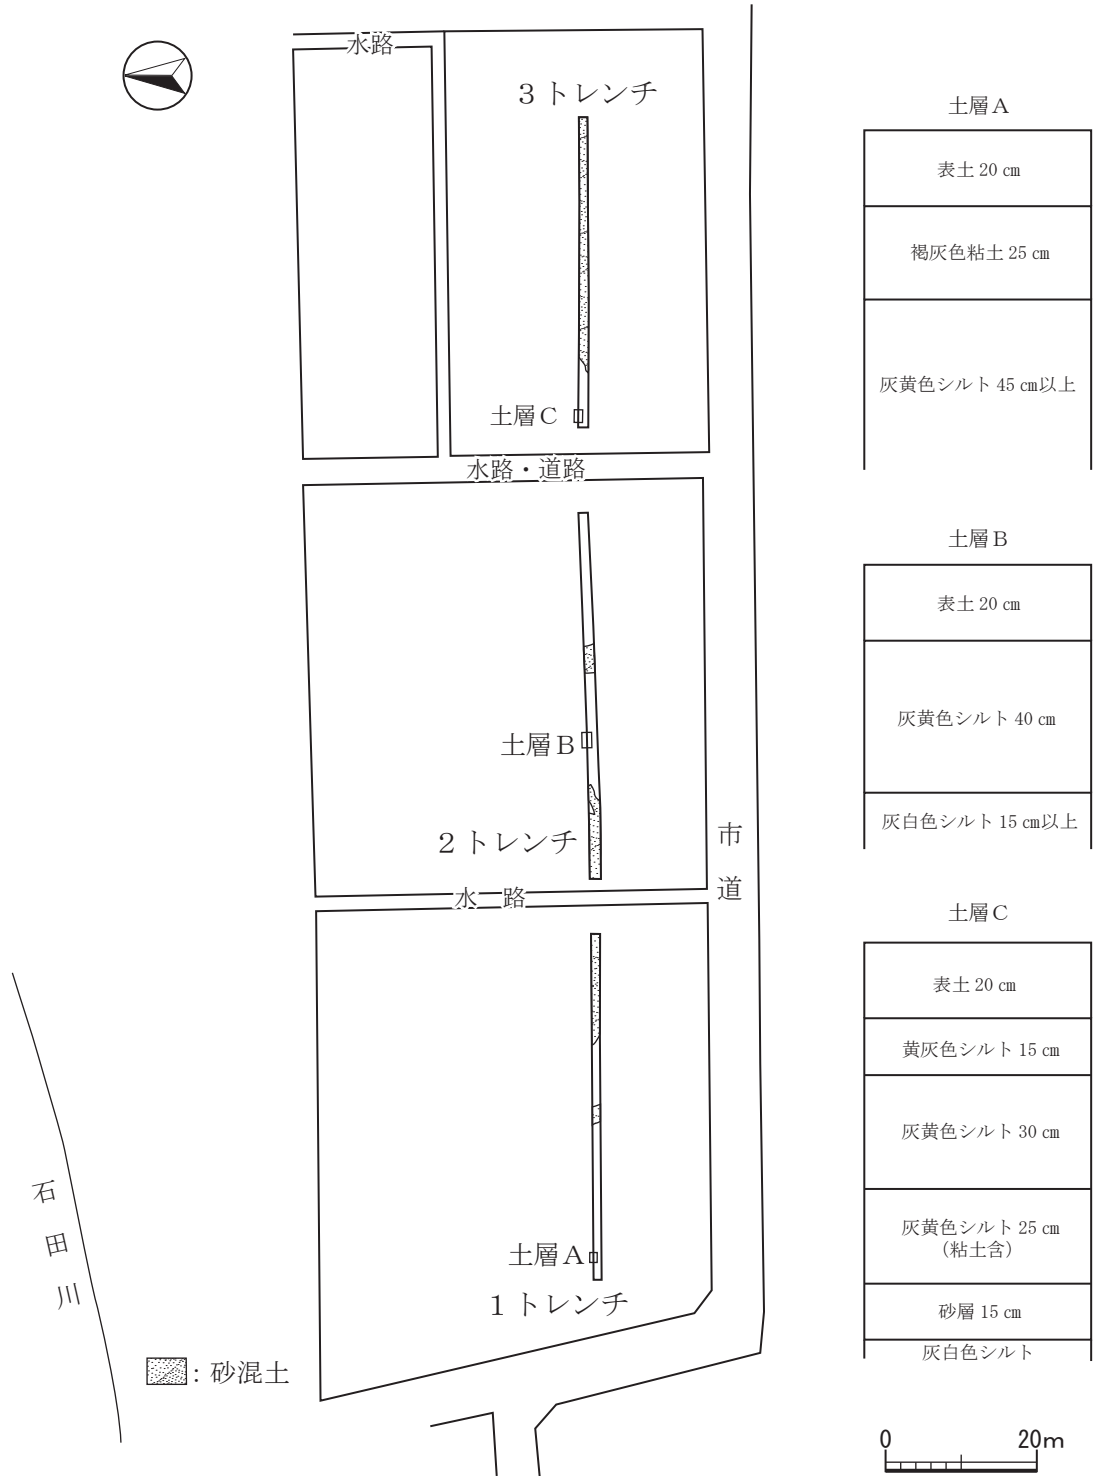 水路
３トレンチ
土層Ｃ
水路・道路
土層Ｂ
２トレンチ
市道
水　路
土層Ａ
１トレンチ
石田川
：砂混土
土層Ａ
表土 20 ㎝
褐灰色粘土 25 ㎝
灰黄色シルト 45 ㎝以上
土層Ｂ
表土 20 ㎝
灰黄色シルト 40 ㎝
灰白色シルト 15 ㎝以上
土層Ｃ
表土 20 ㎝
黄灰色シルト 15 ㎝
灰黄色シルト 30 ㎝
灰黄色シルト 25 ㎝
（粘土含）
砂層 15 ㎝
灰白色シルト
0 20m